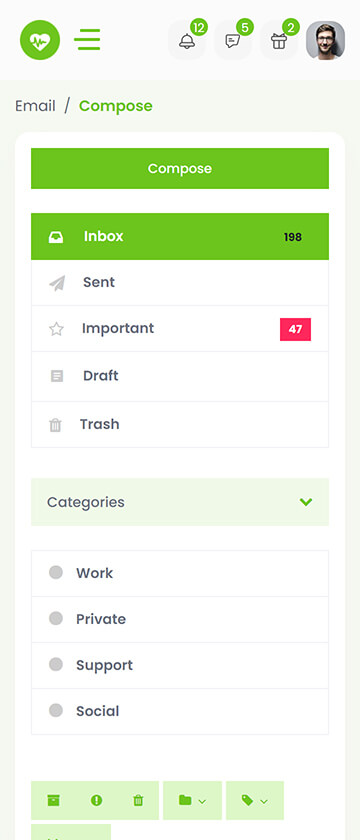 12
5
2
Email / Compose
Compose
Inbox 198
Sent
Important 47
Draft
Trash
Categories
Work
Private
Support
Social